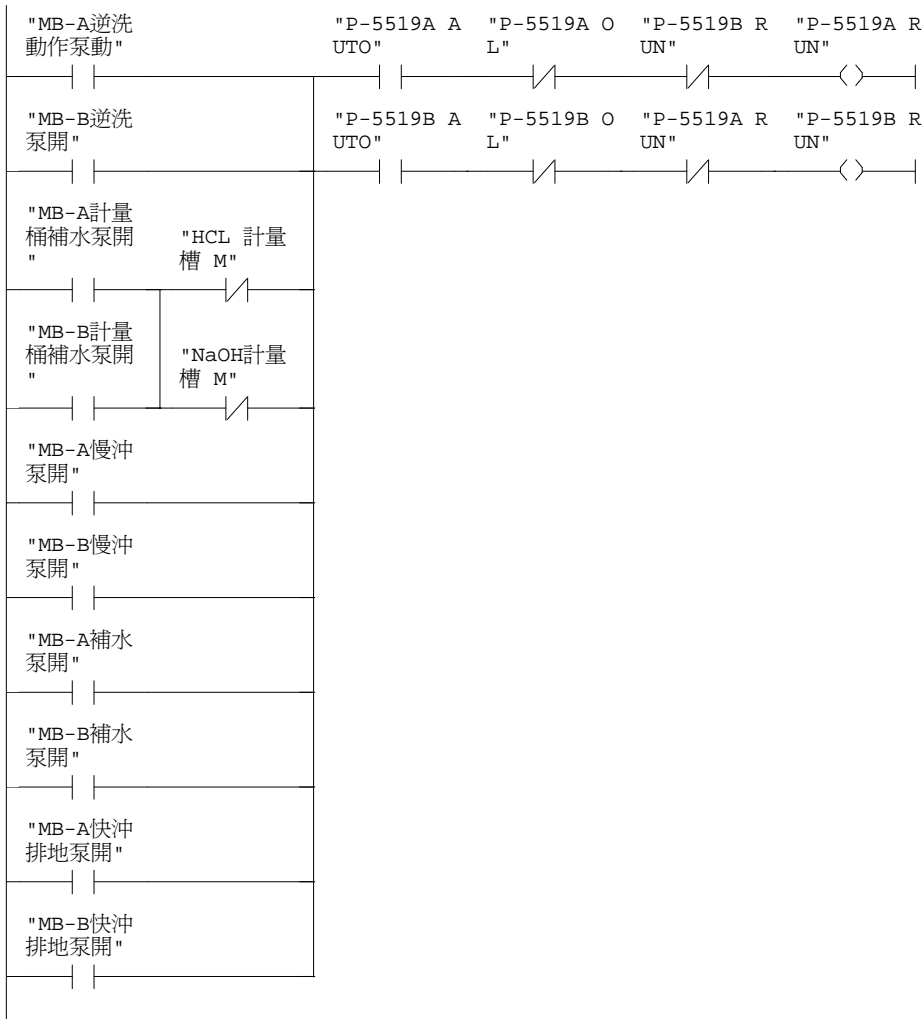 "MB-A逆洗
動作泵動"
"P-5519A A
UTO"
"P-5519A O
L"
"P-5519B R
UN"
"P-5519A R
UN"
"MB-B逆洗
泵開"
"P-5519B A
UTO"
"P-5519B O
L"
"P-5519A R
UN"
"P-5519B R
UN"
"MB-A計量
桶補水泵開
"
"HCL 計量
槽 M"
"MB-B計量
桶補水泵開
"
"NaOH計量
槽 M"
"MB-A慢沖
泵開"
"MB-B慢沖
泵開"
"MB-A補水
泵開"
"MB-B補水
泵開"
"MB-A快沖
排地泵開"
"MB-B快沖
排地泵開"